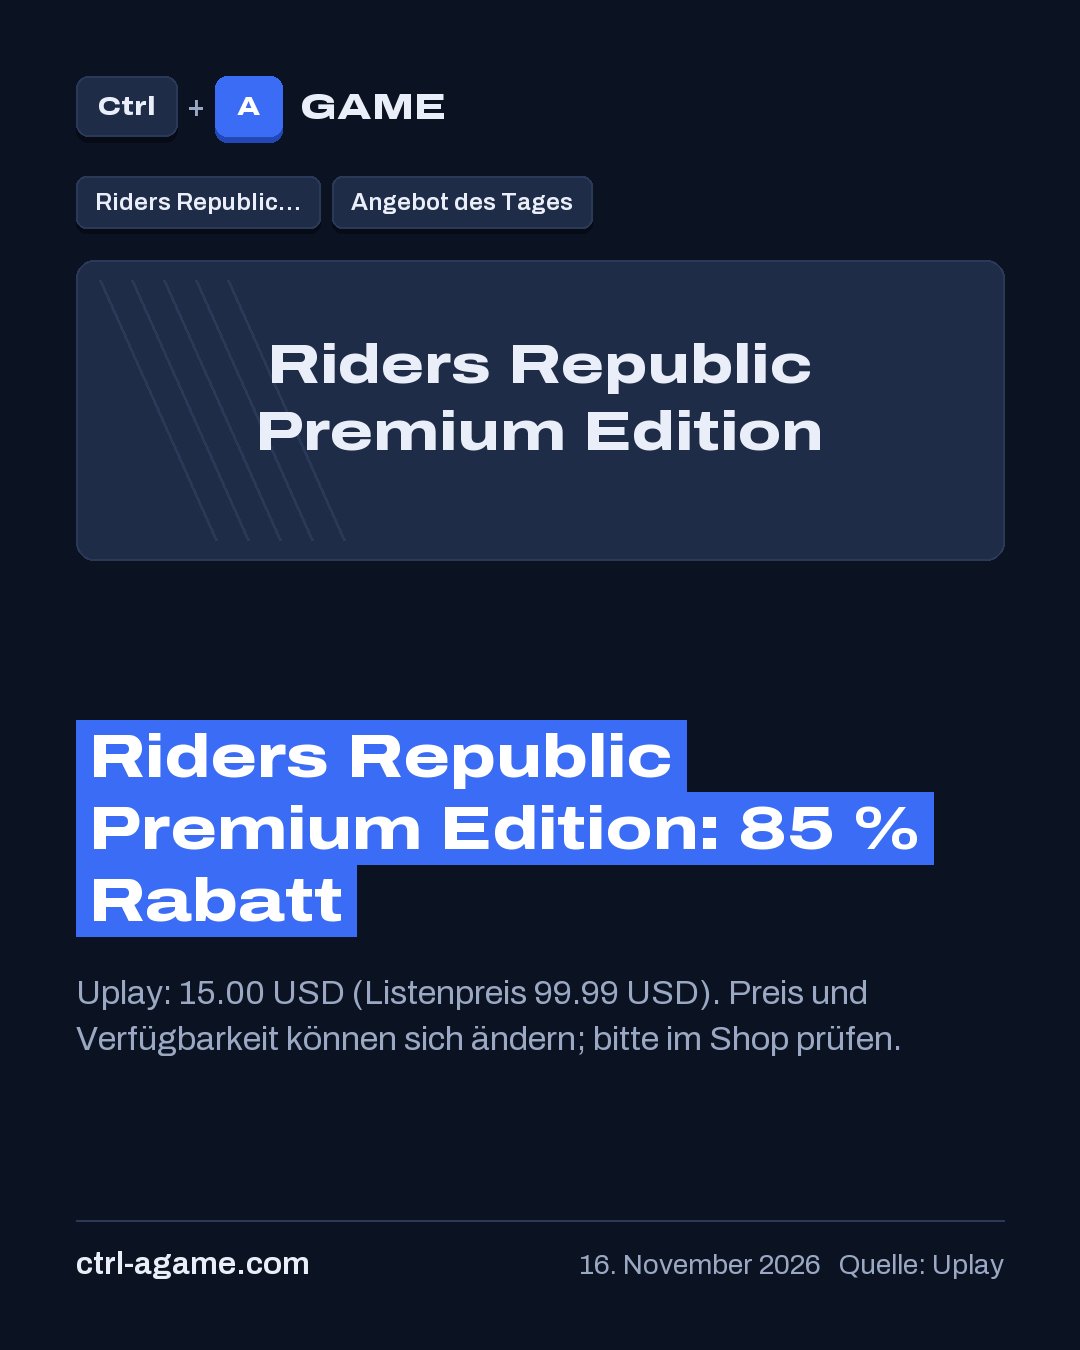 Ctrl + A GAME
Riders Republic... Angebot des Tages
Riders Republic
Premium Edition
Riders Republic
Premium Edition: 85 %
Rabatt
Uplay: 15.00 USD (Listenpreis 99.99 USD). Preis und
Verfügbarkeit können sich ändern; bitte im Shop prüfen.
ctrl-agame.com 16. November 2026 Quelle: Uplay